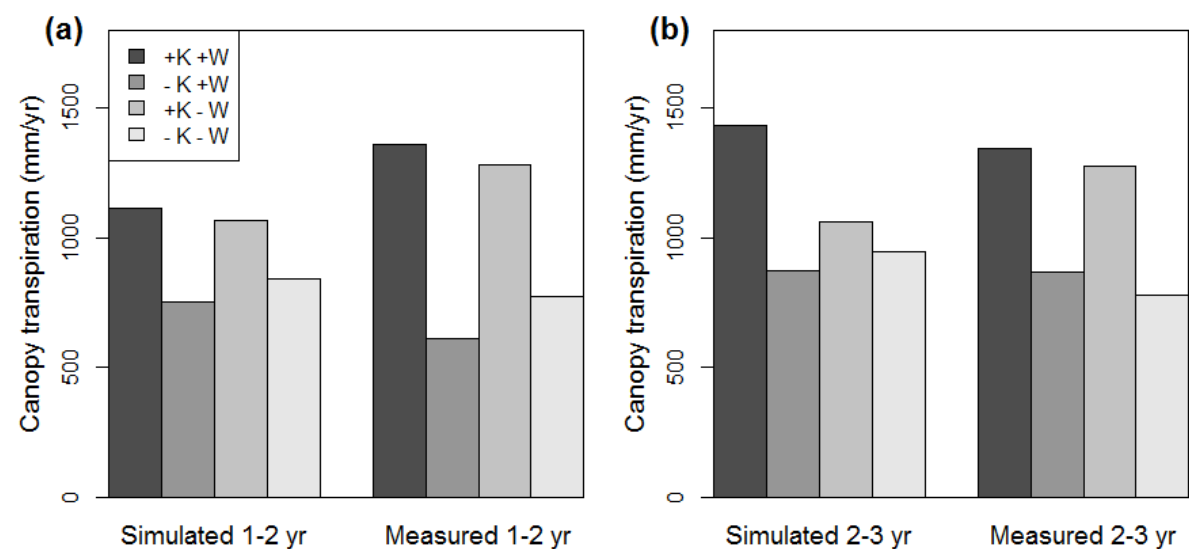 (a)
+K +W
- K +W
+K - W
- K - W
Canopy transpiration (mm/yr)
0
500
1000
1500
Simulated 1-2 yr
Measured 1-2 yr
(b)
Canopy transpiration (mm/yr)
0
500
1000
1500
Simulated 2-3 yr
Measured 2-3 yr